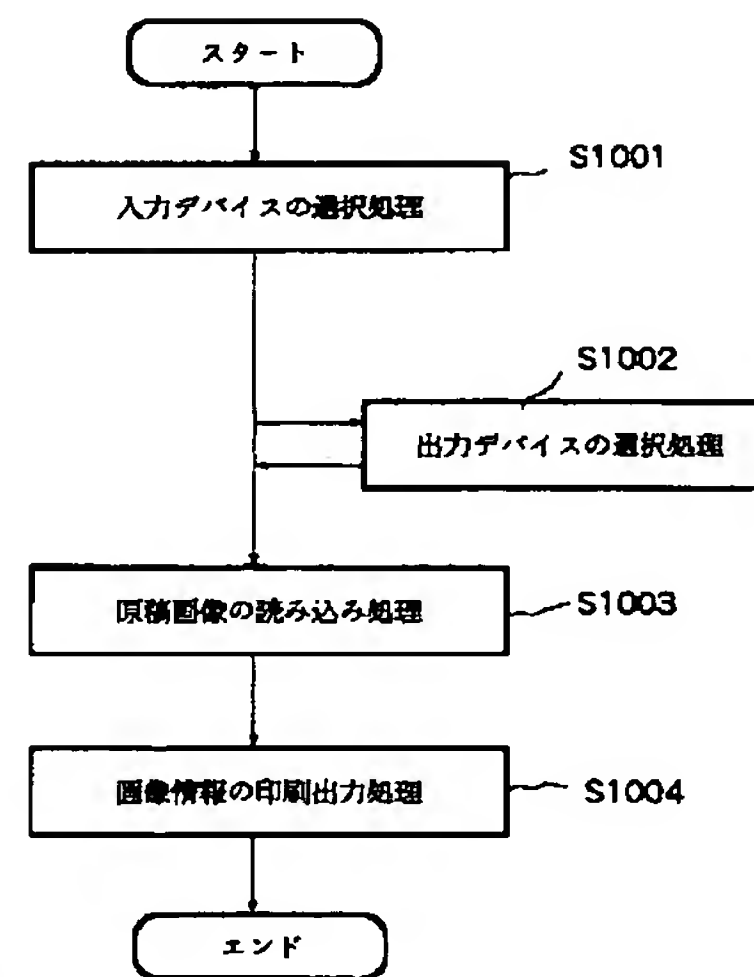 スタート
S1001
入力デバイスの選択処理
S1002
出力デバイスの選択処理
原稿画像の読み込み処理
S1003
画像情報の印刷出力処理
S1004
エンド